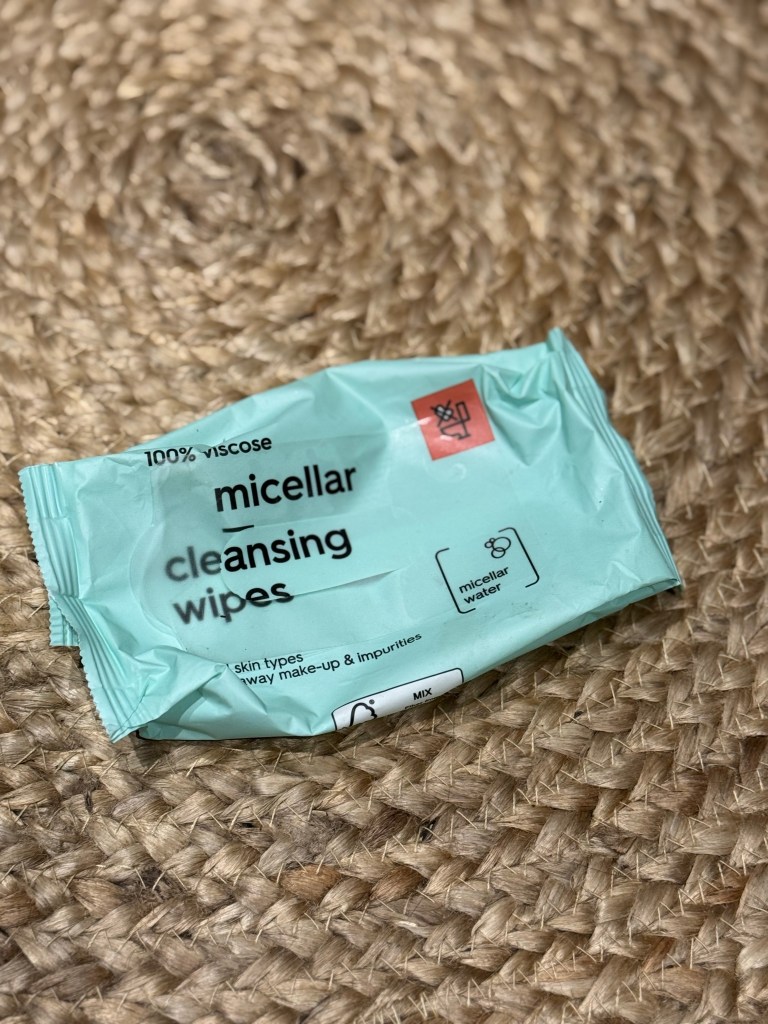 100% viscose
micellar
cleansing
wipes
micellar
water
skin types
away make-up & impurities
MIX